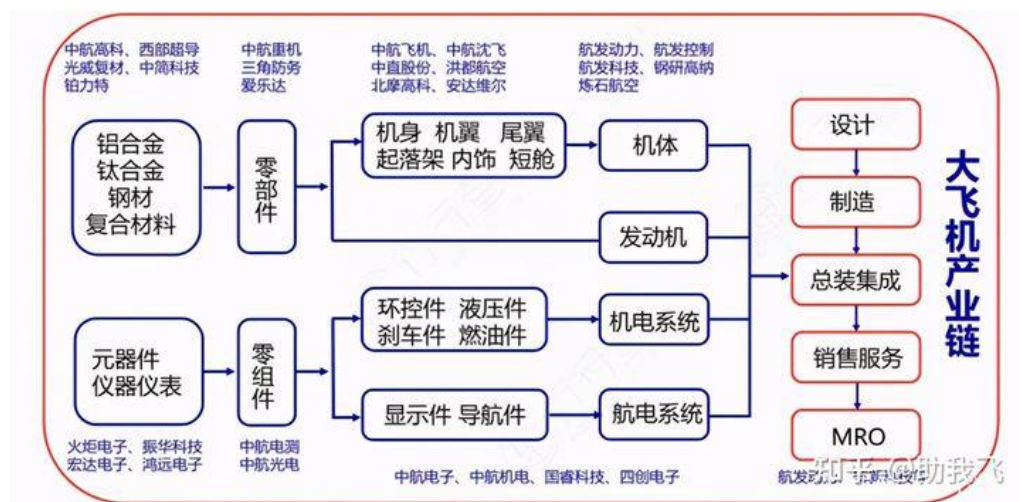 中航高科、西部超导
光威复材、中简科技
铂力特
中航重机
三角防务
爱乐达
中航飞机、中航沈飞
中直股份、洪都航空
北摩高科、安达维尔
航发动力、航发控制
航发科技、钢研高纳
炼石航空
铝合金
钛合金
钢材
复合材料
零部件
机身 机翼 尾翼
起落架 内饰 短舱
机体
发动机
元器件
仪器仪表
零组件
环控件 液压件
刹车件 燃油件
机电系统
显示件 导航件
航电系统
设计
制造
总装集成
销售服务
MRO
大飞机产业链
火炬电子、振华科技
宏达电子、鸿远电子
中航电测
中航光电
中航电子、中航机电、国睿科技、四创电子
航发动
知乎 @助我飞